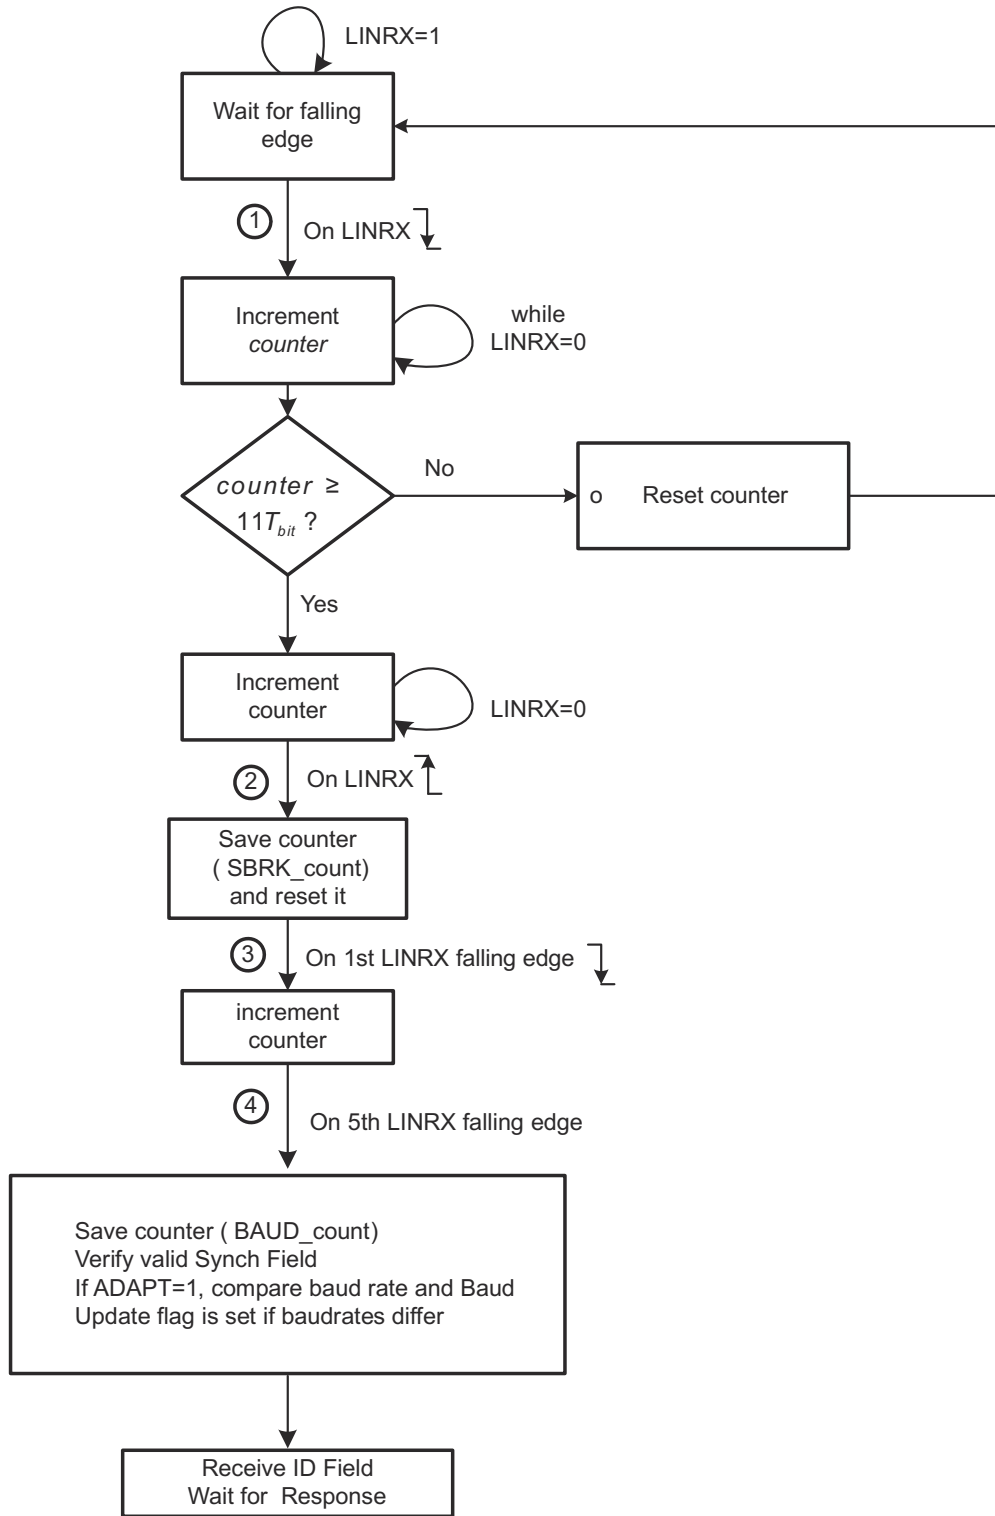 LINRX=1
Wait for falling
edge
1
On LINRX
Increment
counter
while
LINRX=0
counter ≥
11Tbit ?
No
o Reset counter
Yes
Increment
counter
LINRX=0
2
On LINRX
Save counter
( SBRK_count)
and reset it
3
On 1st LINRX falling edge
increment
counter
4
On 5th LINRX falling edge
Save counter ( BAUD_count)
Verify valid Synch Field
If ADAPT=1, compare baud rate and Baud
Update flag is set if baudrates differ
Receive ID Field
Wait for Response